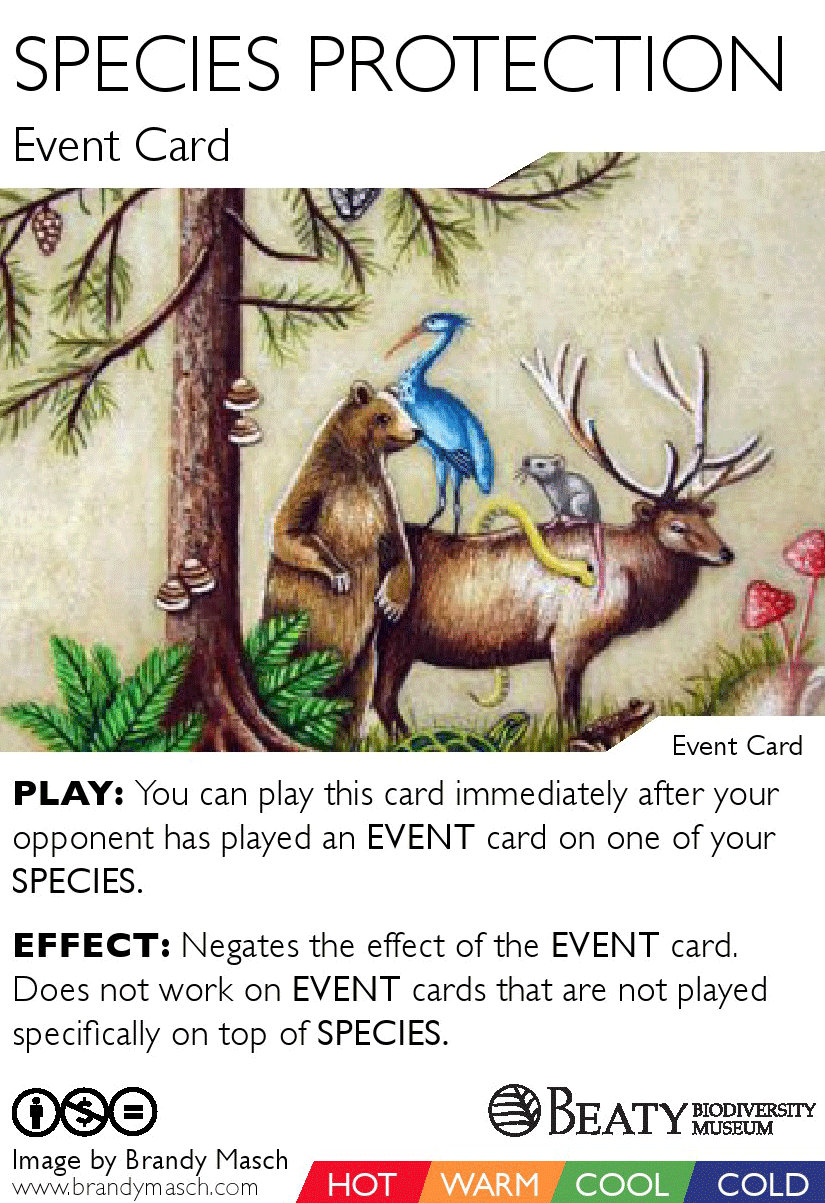 SPECIES PROTECTION
Event Card
Event Card
PLAY: You can play this card immediately after your
opponent has played an EVENT card on one of your
SPECIES.
EFFECT: Negates the effect of the EVENT card.
Does not work on EVENT cards that are not played
specifically on top of SPECIES.
BEATY BIODIVERSITY
MUSEUM
Image by Brandy Masch
www.brandymasch.com
HOT WARM COOL COLD